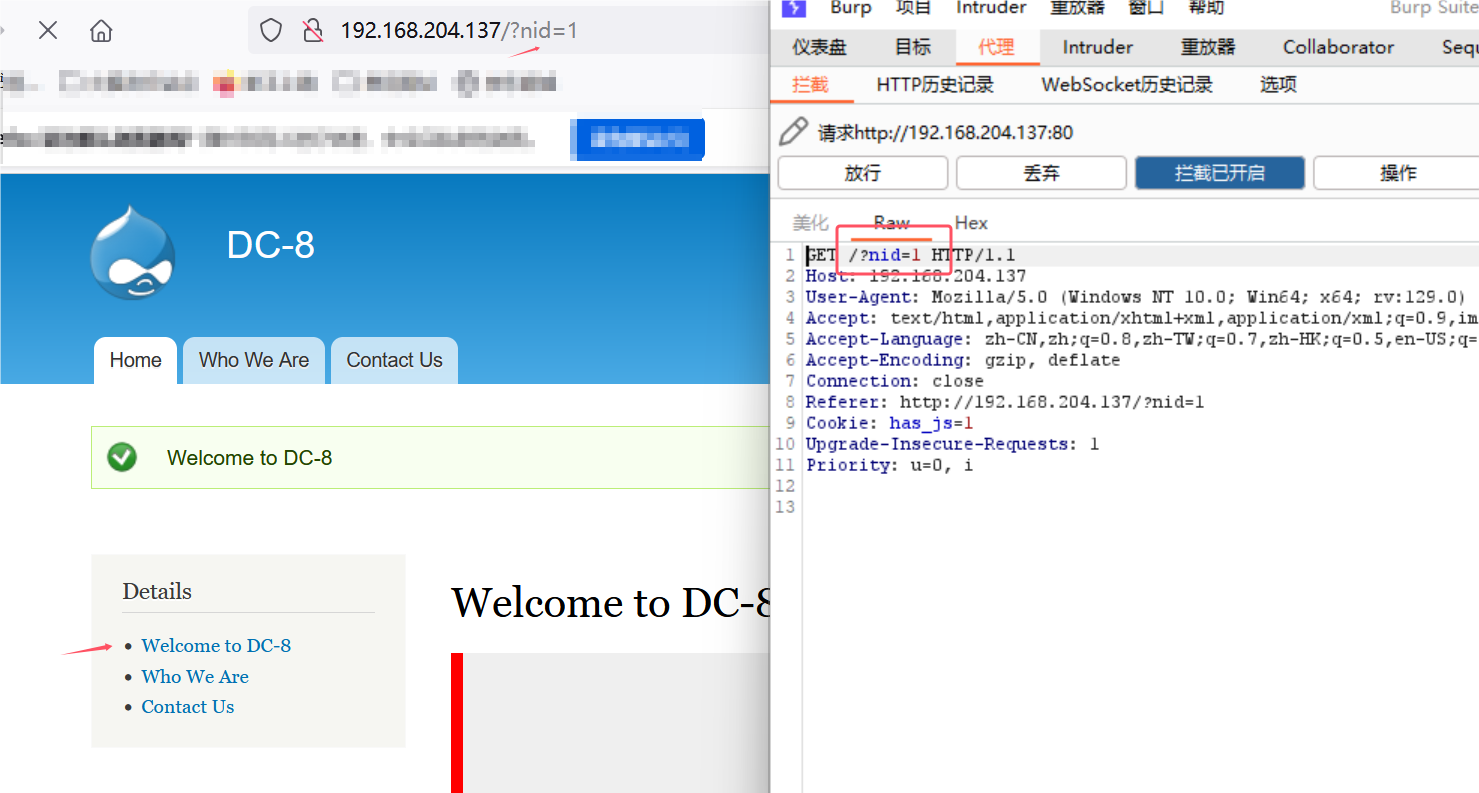 192.168.204.137/?nid=1
DC-8
Home
Who We Are
Contact Us
Welcome to DC-8
Details
Welcome to DC-8
Who We Are
Contact Us
Welcome to DC-8
Burp 项目 Intruder 重放器 窗口 帮助 Burp Suite
仪表盘 目标 代理 Intruder 重放器 Collaborator Sequ
拦截 HTTP历史记录 WebSocket历史记录 选项
请求http://192.168.204.137:80
放行 丢弃 拦截已开启 操作
美化 Raw Hex
1 GET /?nid=1 HTTP/1.1
2 Host: 192.168.204.137
3 User-Agent: Mozilla/5.0 (Windows NT 10.0; Win64; x64; rv:129.0)
4 Accept: text/html,application/xhtml+xml,application/xml;q=0.9,im
5 Accept-Language: zh-CN,zh;q=0.8,zh-TW;q=0.7,zh-HK;q=0.5,en-US;q=
6 Accept-Encoding: gzip, deflate
7 Connection: close
8 Referer: http://192.168.204.137/?nid=1
9 Cookie: has_js=1
10 Upgrade-Insecure-Requests: 1
11 Priority: u=0, i
12
13